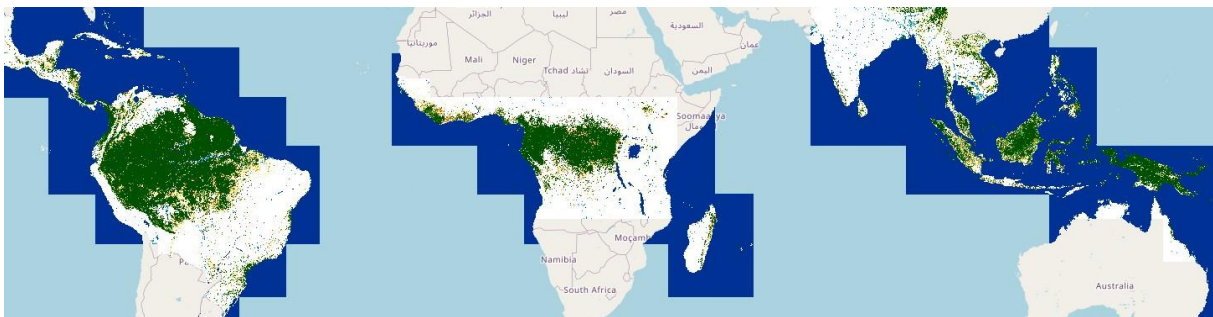 الجزائر
ليبيا
مصر
السعودية
موريتانيا
عمان
Mali
Niger
Tchad تشاد
السودان
اليمن
Soomaaliya
Moçamb
Namibia
South Africa
Australia